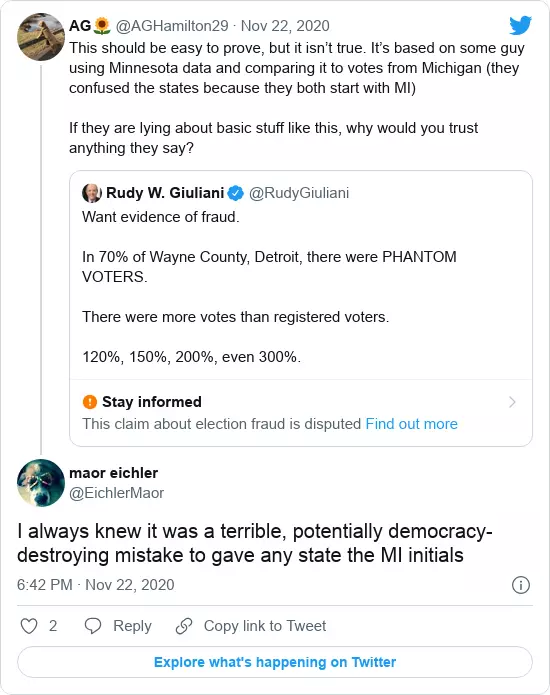 AG🌻 @AGHamilton29 · Nov 22, 2020
This should be easy to prove, but it isn’t true. It’s based on some guy
using Minnesota data and comparing it to votes from Michigan (they
confused the states because they both start with MI)
If they are lying about basic stuff like this, why would you trust
anything they say?
Rudy W. Giuliani @RudyGiuliani
Want evidence of fraud.
In 70% of Wayne County, Detroit, there were PHANTOM
VOTERS.
There were more votes than registered voters.
120%, 150%, 200%, even 300%.
Stay informed
This claim about election fraud is disputed Find out more
maor eichler
@EichlerMaor
I always knew it was a terrible, potentially democracy-
destroying mistake to gave any state the MI initials
6:42 PM · Nov 22, 2020
2 Reply Copy link to Tweet
Explore what's happening on Twitter